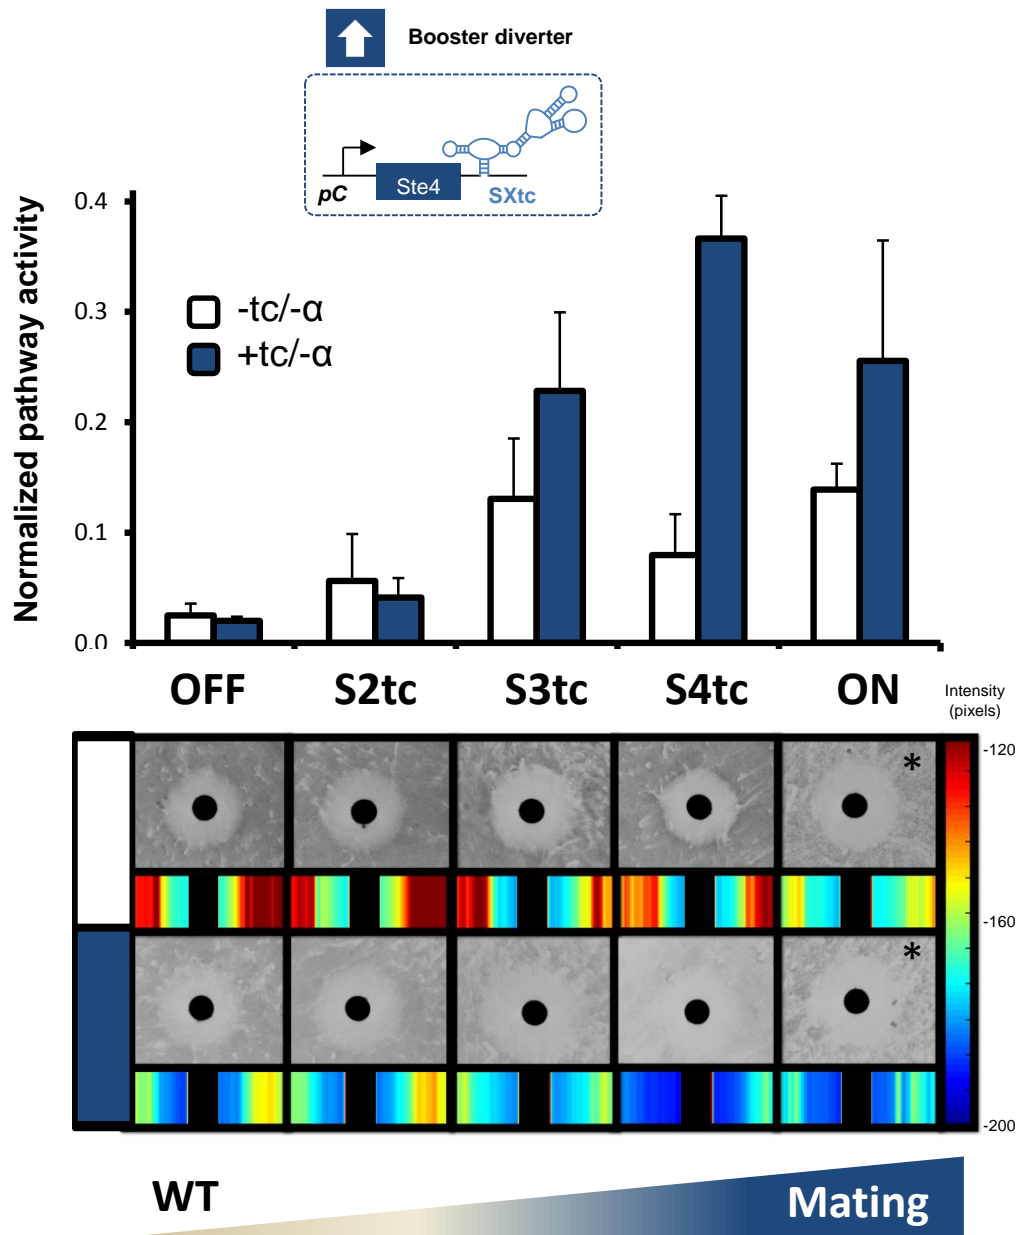 Booster diverter
pC
Ste4
SXtc
Normalized pathway activity
0.4
0.3
0.2
0.1
0.0
-tc/-α
+tc/-α
OFF S2tc S3tc S4tc ON
Intensity
(pixels)
*
*
-120
-160
-200
WT
Mating